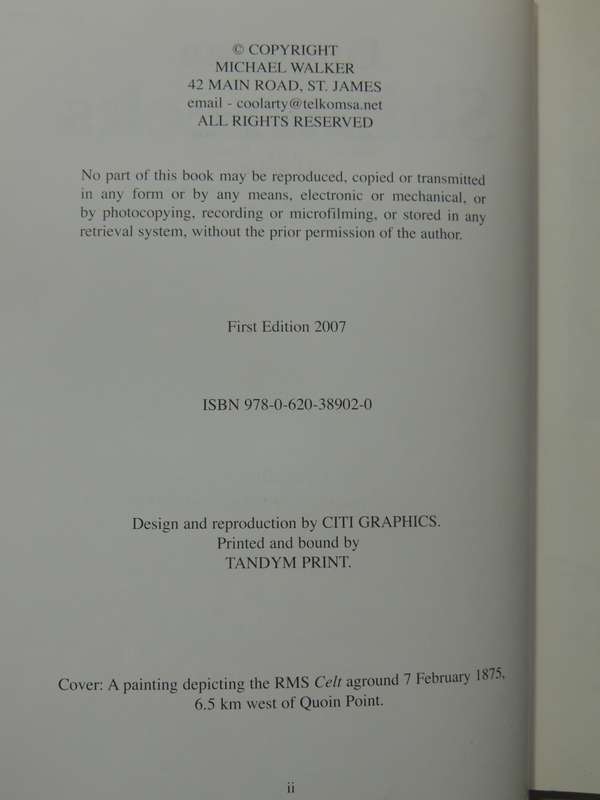 © COPYRIGHT
MICHAEL WALKER
42 MAIN ROAD, ST. JAMES
email - coolarty@telkomsa.net
ALL RIGHTS RESERVED
No part of this book may be reproduced, copied or transmitted
in any form or by any means, electronic or mechanical, or
by photocopying, recording or microfilming, or stored in any
retrieval system, without the prior permission of the author.
First Edition 2007
ISBN 978-0-620-38902-0
Design and reproduction by CITI GRAPHICS.
Printed and bound by
TANDYM PRINT.
Cover: A painting depicting the RMS Celt aground 7 February 1875,
6.5 km west of Quoin Point.
ii